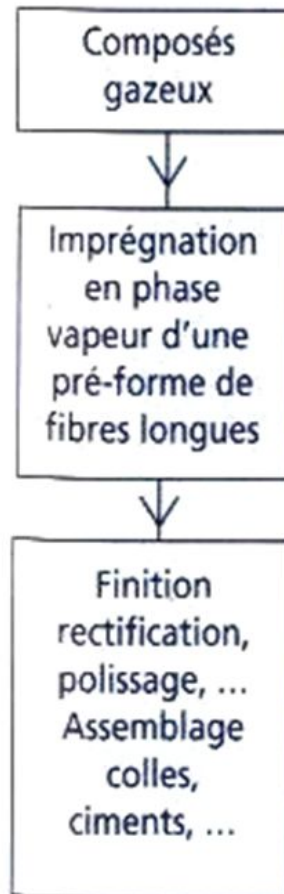 Composés
gazeux
Imprégnation
en phase
vapeur d'une
pré-forme de
fibres longues
Finition
rectification,
polissage, ...
Assemblage
colles,
ciments, ...